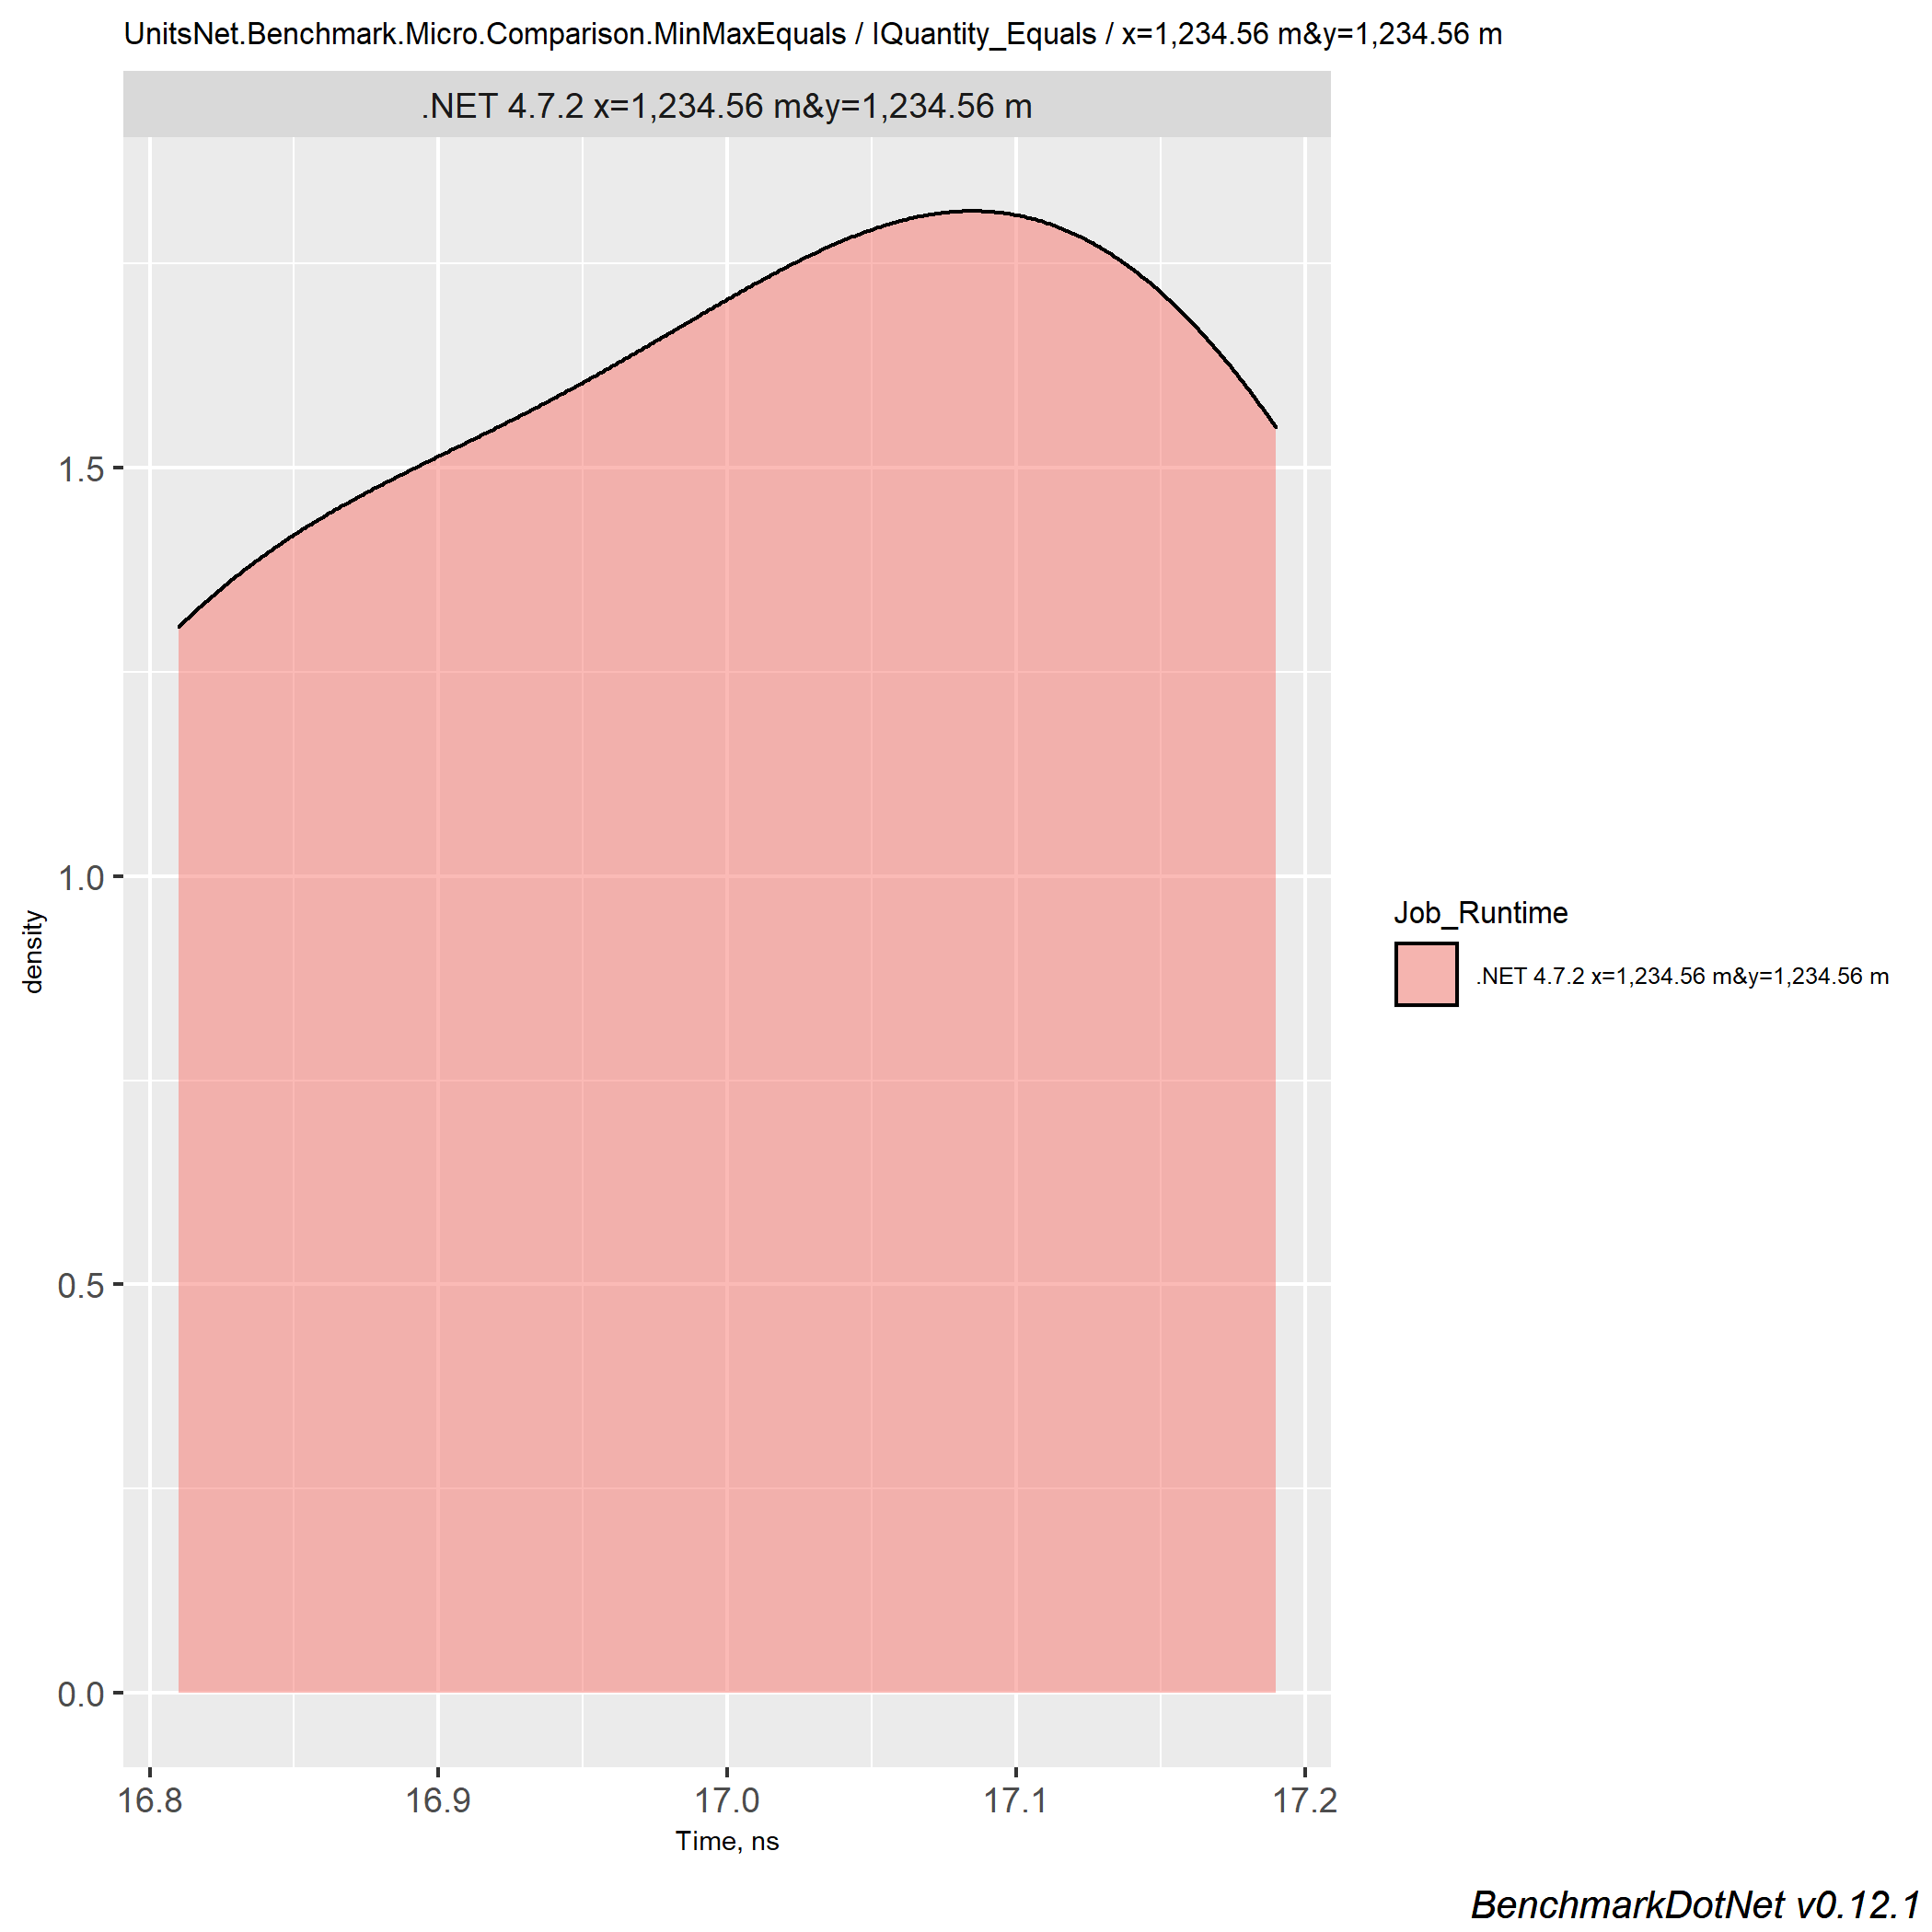 UnitsNet.Benchmark.Micro.Comparison.MinMaxEquals / IQuantity_Equals / x=1,234.56 m&y=1,234.56 m
.NET 4.7.2 x=1,234.56 m&y=1,234.56 m
1.5
1.0
0.5
0.0
density
16.8 16.9 17.0 17.1 17.2
Time, ns
Job_Runtime
.NET 4.7.2 x=1,234.56 m&y=1,234.56 m
BenchmarkDotNet v0.12.1